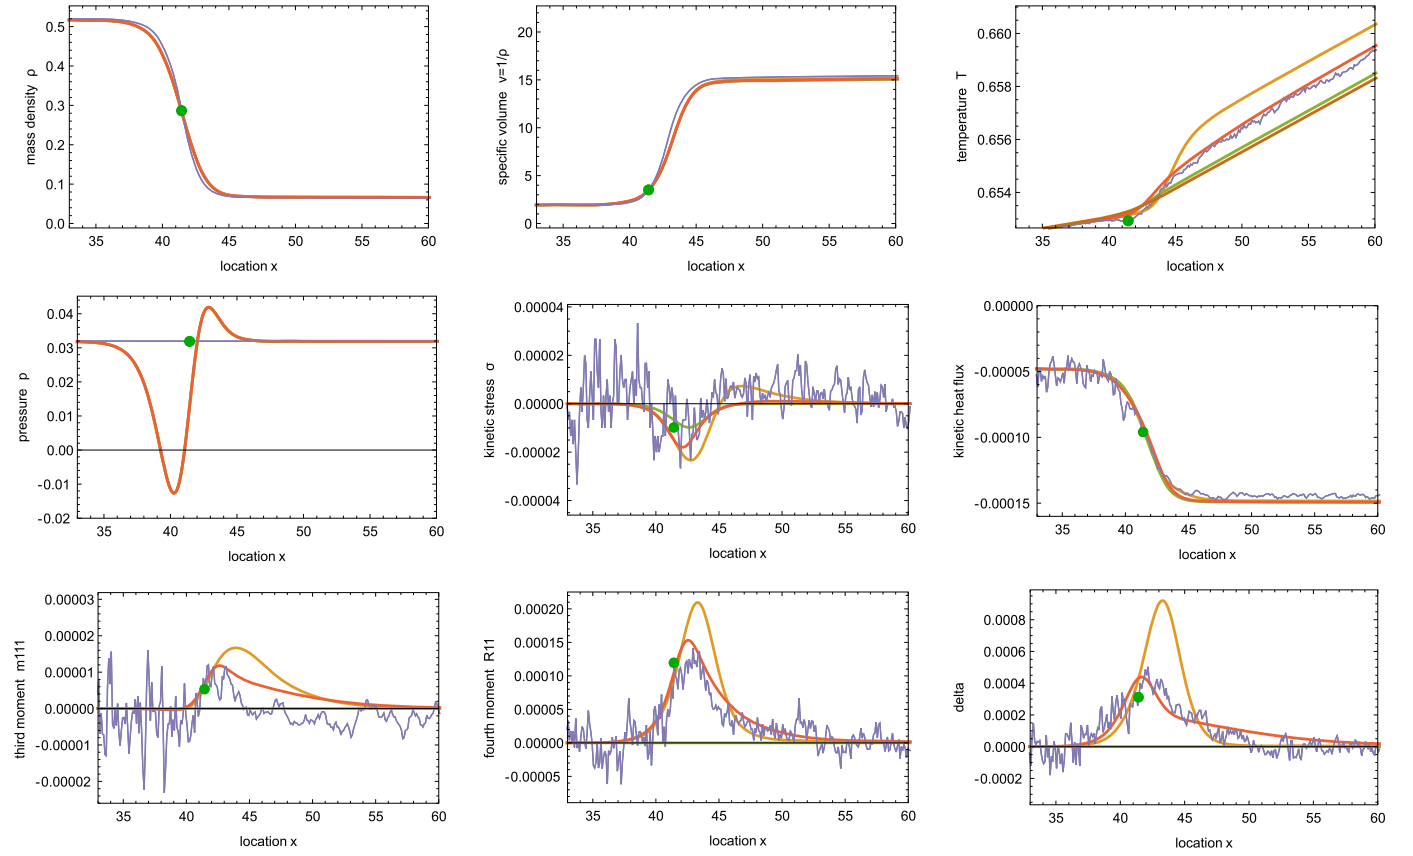 mass density ρ
0.5
0.4
0.3
0.2
0.1
0.0
35 40 45 50 55 60
location x
specific volume v=1/ρ
20
15
10
5
0
35 40 45 50 55 60
location x
temperature T
0.660
0.658
0.656
0.654
35 40 45 50 55 60
location x
pressure p
0.04
0.03
0.02
0.01
0.00
-0.01
-0.02
35 40 45 50 55 60
location x
kinetic stress σ
0.00004
0.00002
0.00000
-0.00002
-0.00004
35 40 45 50 55 60
location x
kinetic heat flux
0.00000
-0.00005
-0.00010
-0.00015
35 40 45 50 55 60
location x
third moment m111
0.00003
0.00002
0.00001
0.00000
-0.00001
-0.00002
35 40 45 50 55 60
location x
fourth moment R11
0.00020
0.00015
0.00010
0.00005
0.00000
-0.00005
35 40 45 50 55 60
location x
delta
0.0008
0.0006
0.0004
0.0002
0.0000
-0.0002
35 40 45 50 55 60
location x